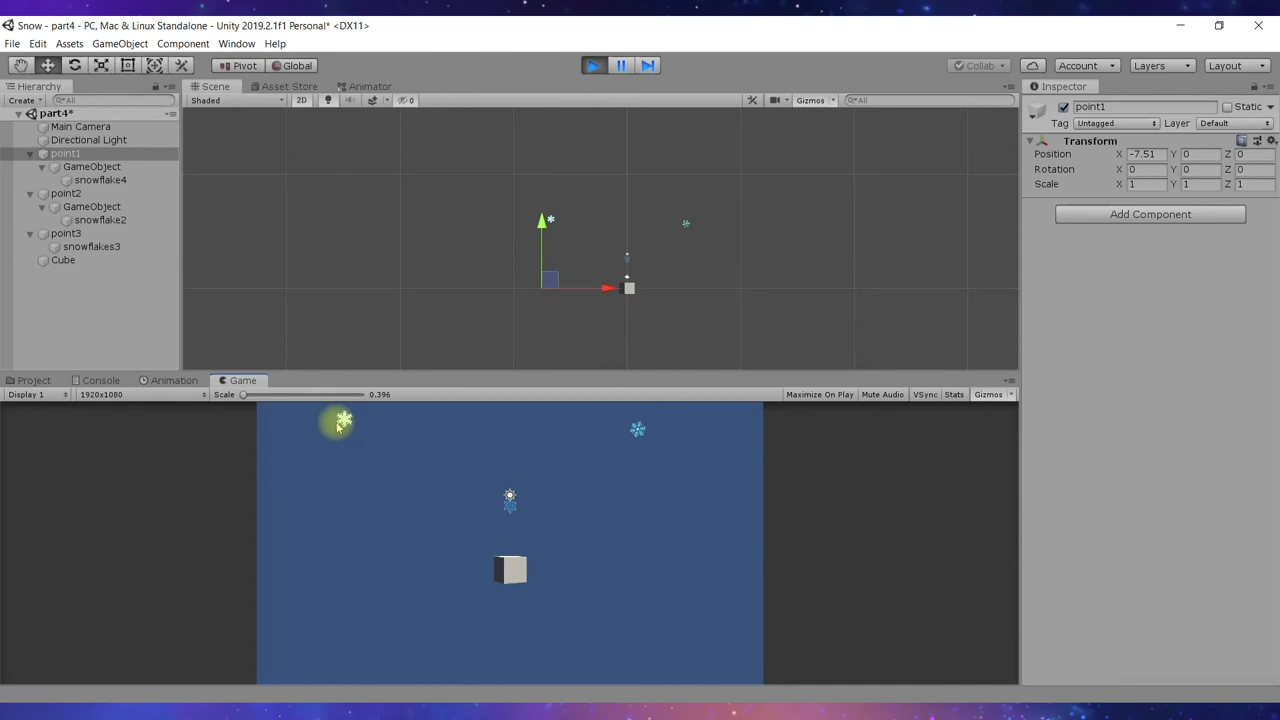 Snow - part4 - PC, Mac & Linux Standalone - Unity 2019.2.1f1 Personal* <DX11>
File Edit Assets GameObject Component Window Help
Pivot Global Collab Account Layers Layout
Hierarchy Scene Asset Store Animator Inspector
Create All Shaded 2D 0 Gizmos All
part4*
Main Camera
Directional Light
point1
GameObject
snowflake4
point2
GameObject
snowflake2
point3
snowflakes3
Cube
point1 Static
Tag Untagged Layer Default
Transform
Position X -7.51 Y 0 Z 0
Rotation X 0 Y 0 Z 0
Scale X 1 Y 1 Z 1
Add Component
Project Console Animation Game
Display 1 1920x1080 Scale 0.396 Maximize On Play Mute Audio VSync Stats Gizmos